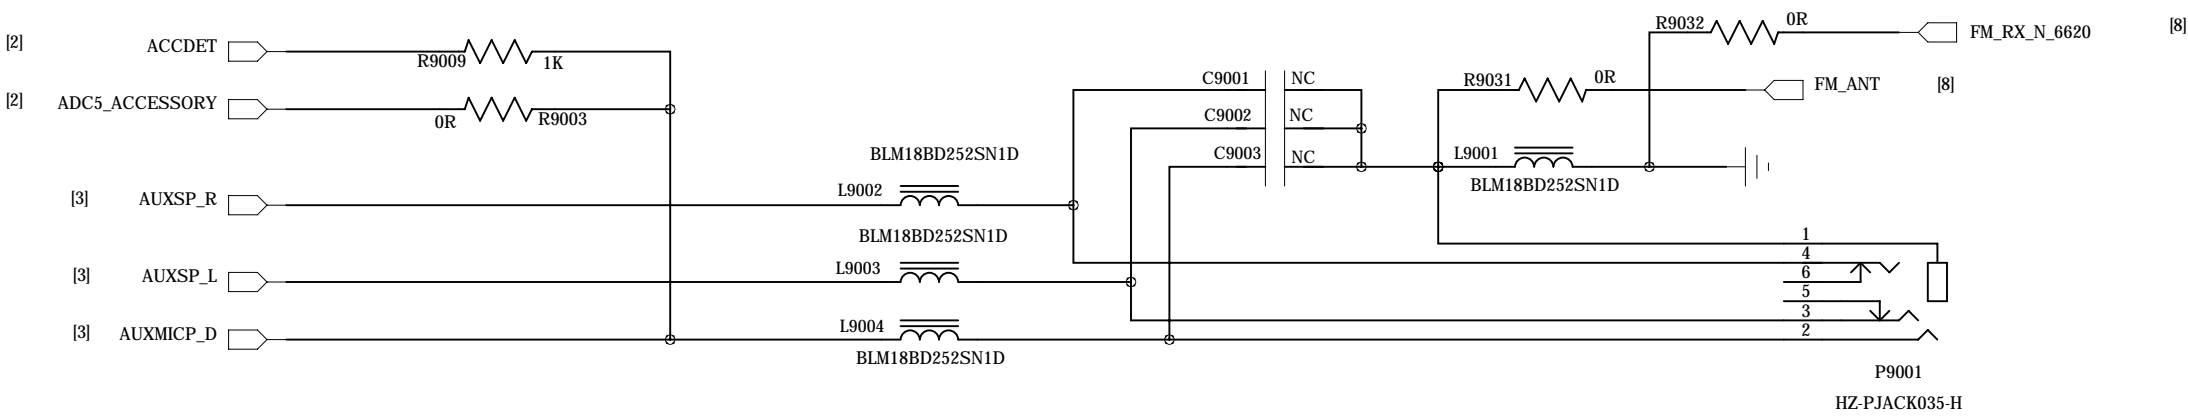 R9032 0R
[2] ACCDET FM_RX_N_6620 [8]
R9009 1K
C9001 NC R9031 0R FM_ANT [8]
[2] ADC5_ACCESSORY
0R R9003
C9002 NC
BLM18BD252SN1D C9003 NC L9001
BLM18BD252SN1D
[3] AUXSP_R L9002
BLM18BD252SN1D 1
4
[3] AUXSP_L L9003 6
5
3
[3] AUXMICP_D L9004 2
BLM18BD252SN1D
P9001
HZ-PJACK035-H